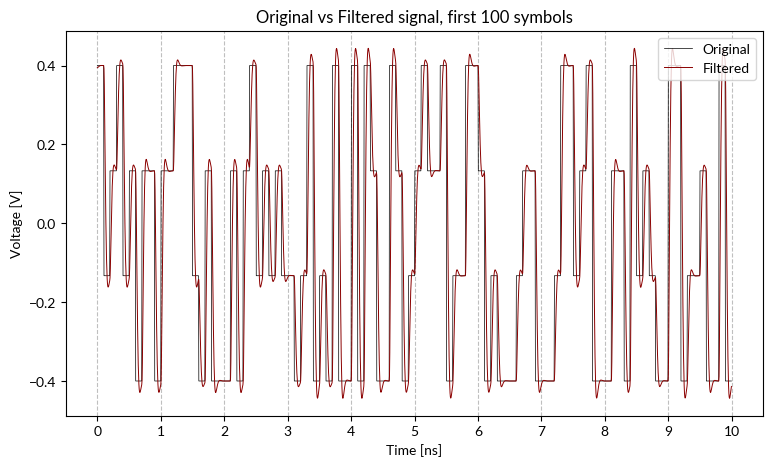 Original vs Filtered signal, first 100 symbols
Original
Filtered
0.4
0.2
0.0
−0.2
−0.4
Voltage [V]
0 1 2 3 4 5 6 7 8 9 10
Time [ns]